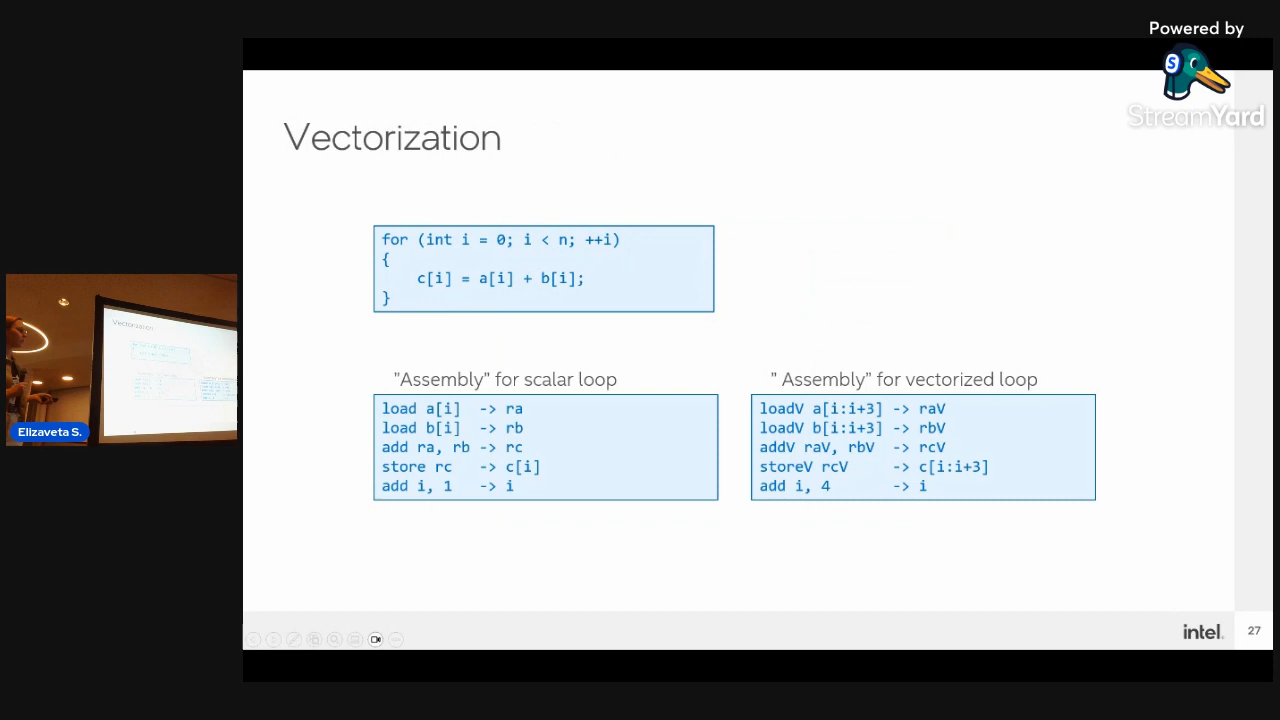 Powered by
StreamYard
Vectorization
for (int i = 0; i < n; ++i)
{
c[i] = a[i] + b[i];
}
"Assembly" for scalar loop
load a[i] -> ra
load b[i] -> rb
add ra, rb -> rc
store rc -> c[i]
add i, 1 -> i
" Assembly” for vectorized loop
loadV a[i:i+3] -> raV
loadV b[i:i+3] -> rbV
addV raV, rbV -> rcV
storeV rcV -> c[i:i+3]
add i, 4 -> i
Vectorization
Elizaveta S.
intel.
27